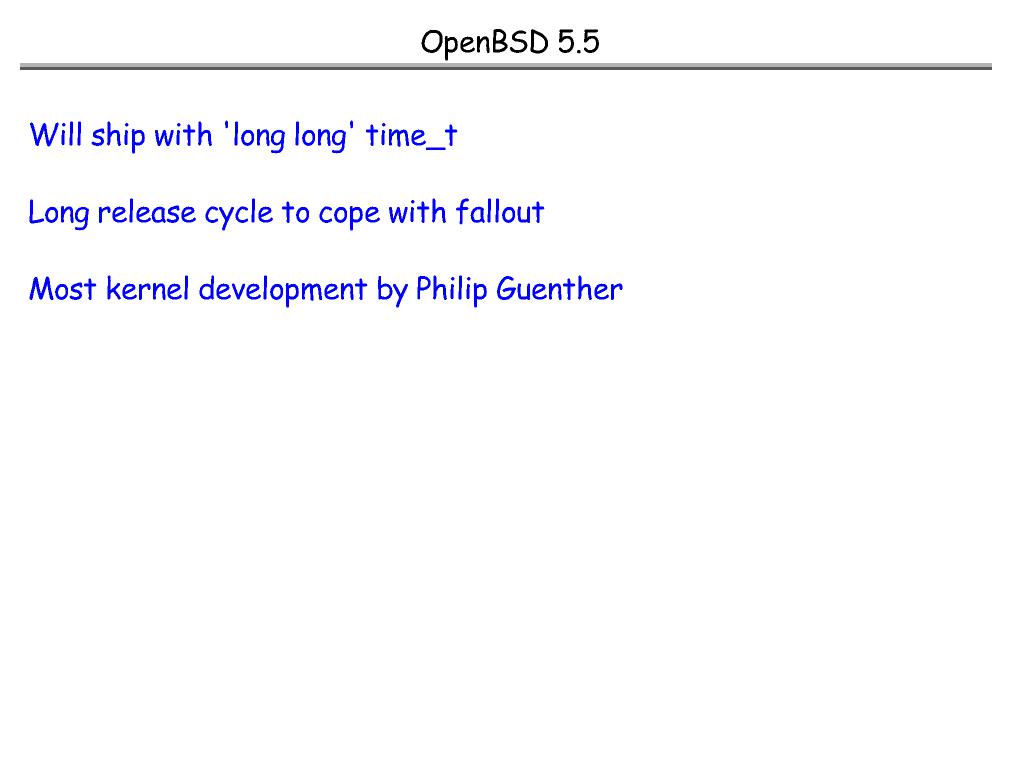 OpenBSD 5.5
Will ship with 'long long' time_t
Long release cycle to cope with fallout
Most kernel development by Philip Guenther